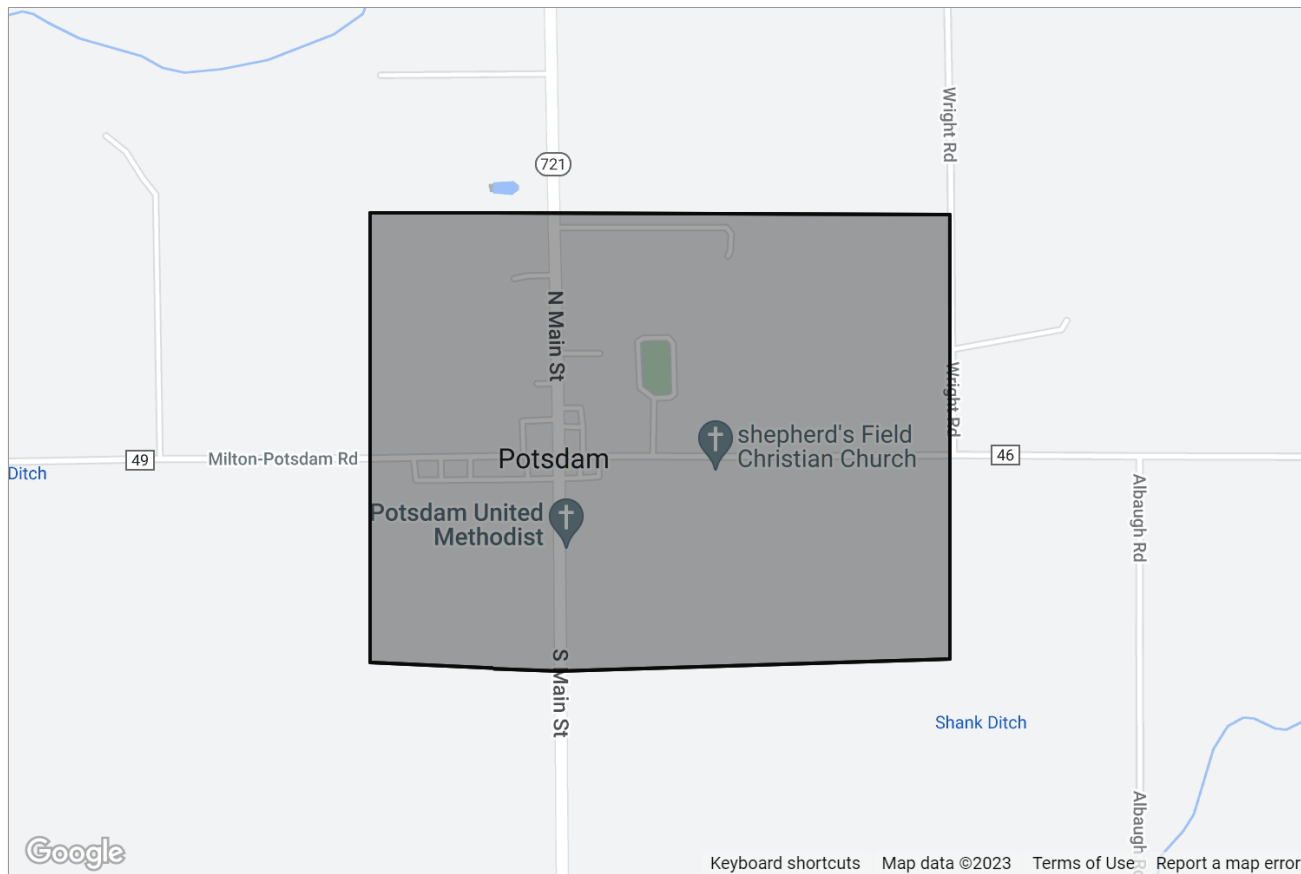 Wright Rd
721
N Main St
Wright Rd
shepherd's Field
Christian Church
49
Milton-Potsdam Rd
Potsdam
46
Ditch
Albaugh Rd
Potsdam United
Methodist
S Main St
Shank Ditch
Albaugh Rd
Google
Keyboard shortcuts Map data ©2023 Terms of Use Report a map error